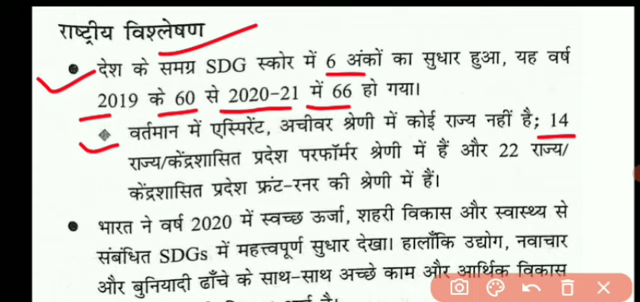 राष्ट्रीय विश्लेषण
● देश के समग्र SDG स्कोर में 6 अंकों का सुधार हुआ, यह वर्ष
2019 के 60 से 2020-21 में 66 हो गया।
❖ वर्तमान में एस्पिरेंट, अचीवर श्रेणी में कोई राज्य नहीं है; 14
राज्य/केंद्रशासित प्रदेश परफॉर्मर श्रेणी में हैं और 22 राज्य/
केंद्रशासित प्रदेश फ्रंट-रनर की श्रेणी में हैं।
● भारत ने वर्ष 2020 में स्वच्छ ऊर्जा, शहरी विकास और स्वास्थ्य से
संबंधित SDGs में महत्त्वपूर्ण सुधार देखा। हालाँकि उद्योग, नवाचार
और बुनियादी ढाँचे के साथ-साथ अच्छे काम और आर्थिक विकास